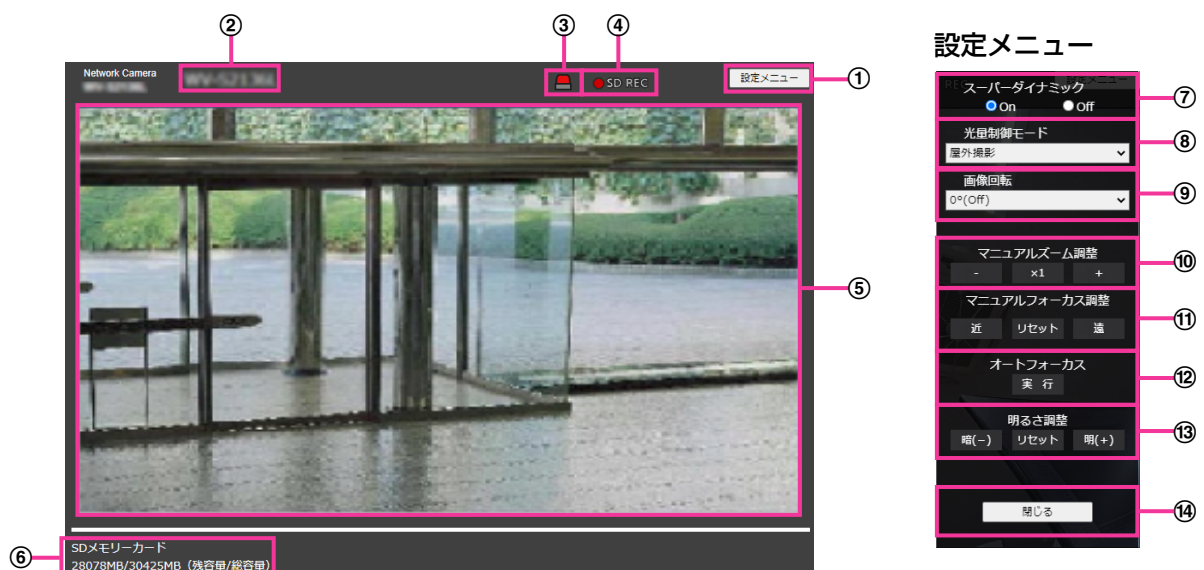 ②
③
④
設定メニュー
Network Camera
SD REC
設定メニュー
①
⑤
⑥
SDメモリーカード
28078MB/30425MB（残容量/総容量）
スーパーダイナミック
On Off
⑦
光量制御モード
屋外撮影
⑧
画像回転
0°(Off)
⑨
マニュアルズーム調整
- ×1 +
⑩
マニュアルフォーカス調整
近 リセット 遠
⑪
オートフォーカス
実 行
⑫
明るさ調整
暗(-) リセット 明(+)
⑬
閉じる
⑭